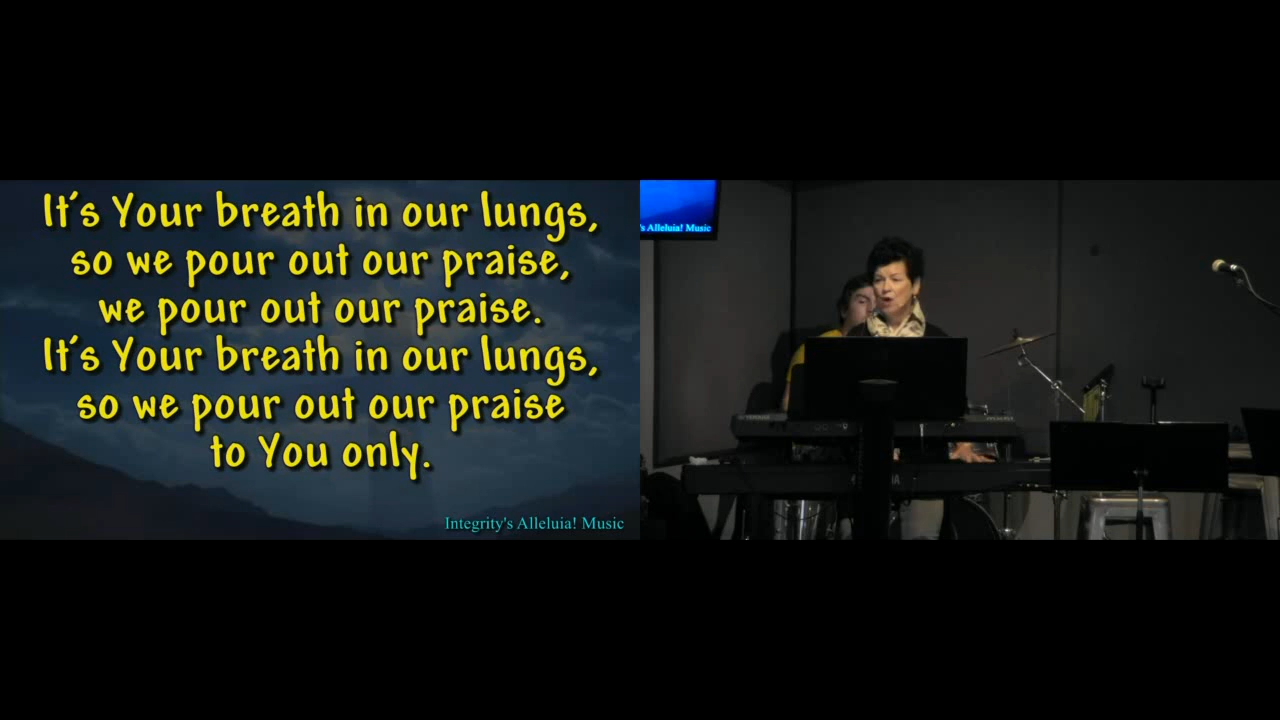 It's Your breath in our lungs,
so we pour out our praise,
we pour out our praise.
It's Your breath in our lungs,
so we pour out our praise
to You only.
Integrity's Alleluia! Music
's Alleluia! Music
YAMAHA